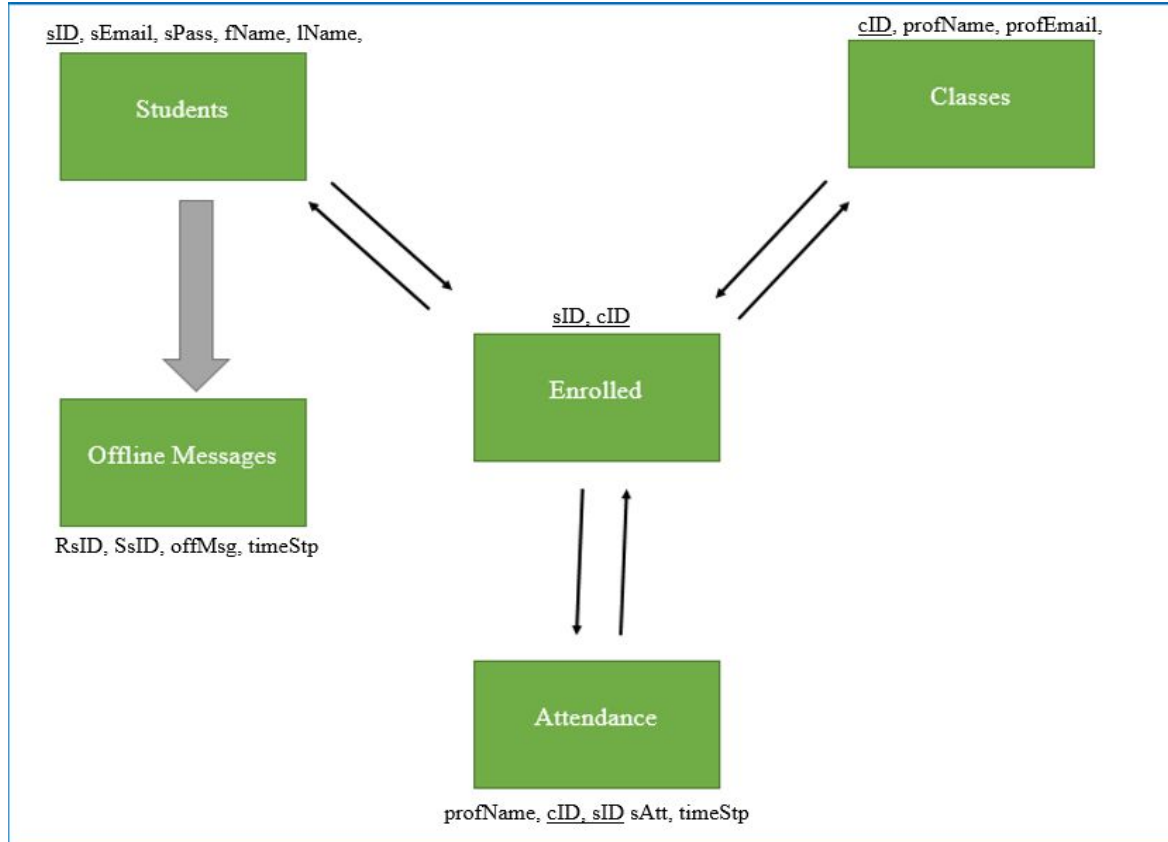 sID, sEmail, sPass, fName, lName,
Students
cID, profName, profEmail,
Classes
sID, cID
Enrolled
Offline Messages
RsID, SsID, offMsg, timeStp
Attendance
profName, cID, sID sAtt, timeStp